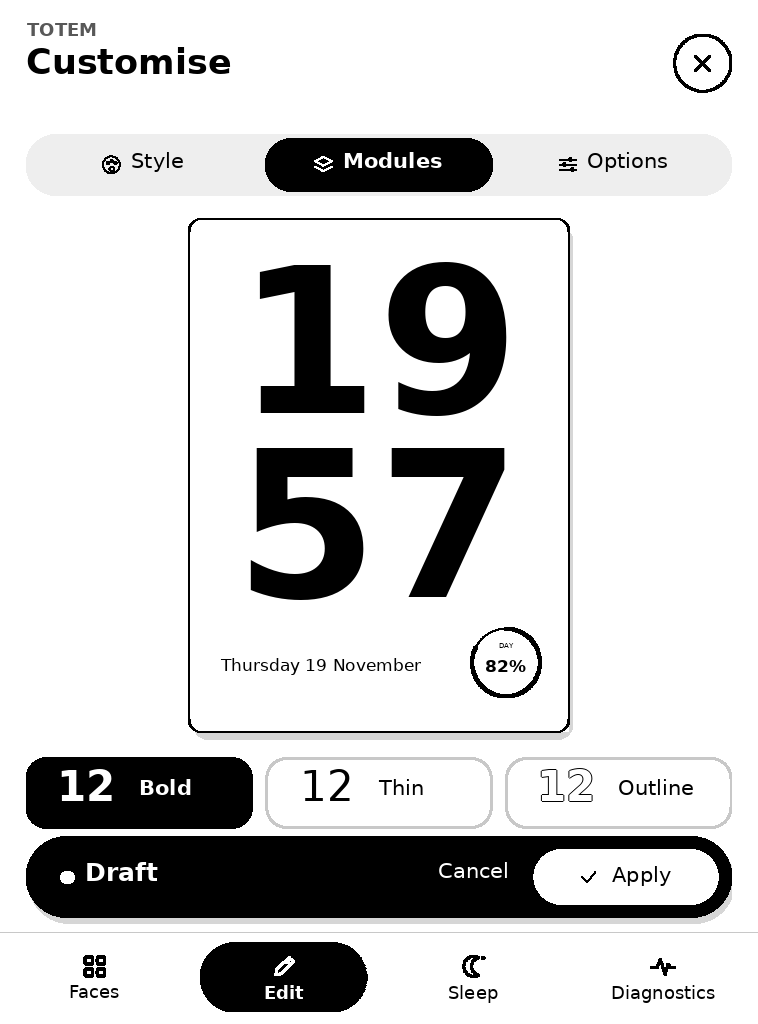 TOTEM
Customise
Style
Modules
Options
19
57
Thursday 19 November
DAY
82%
12 Bold
12 Thin
12 Outline
Draft
Cancel
Apply
Faces
Edit
Sleep
Diagnostics